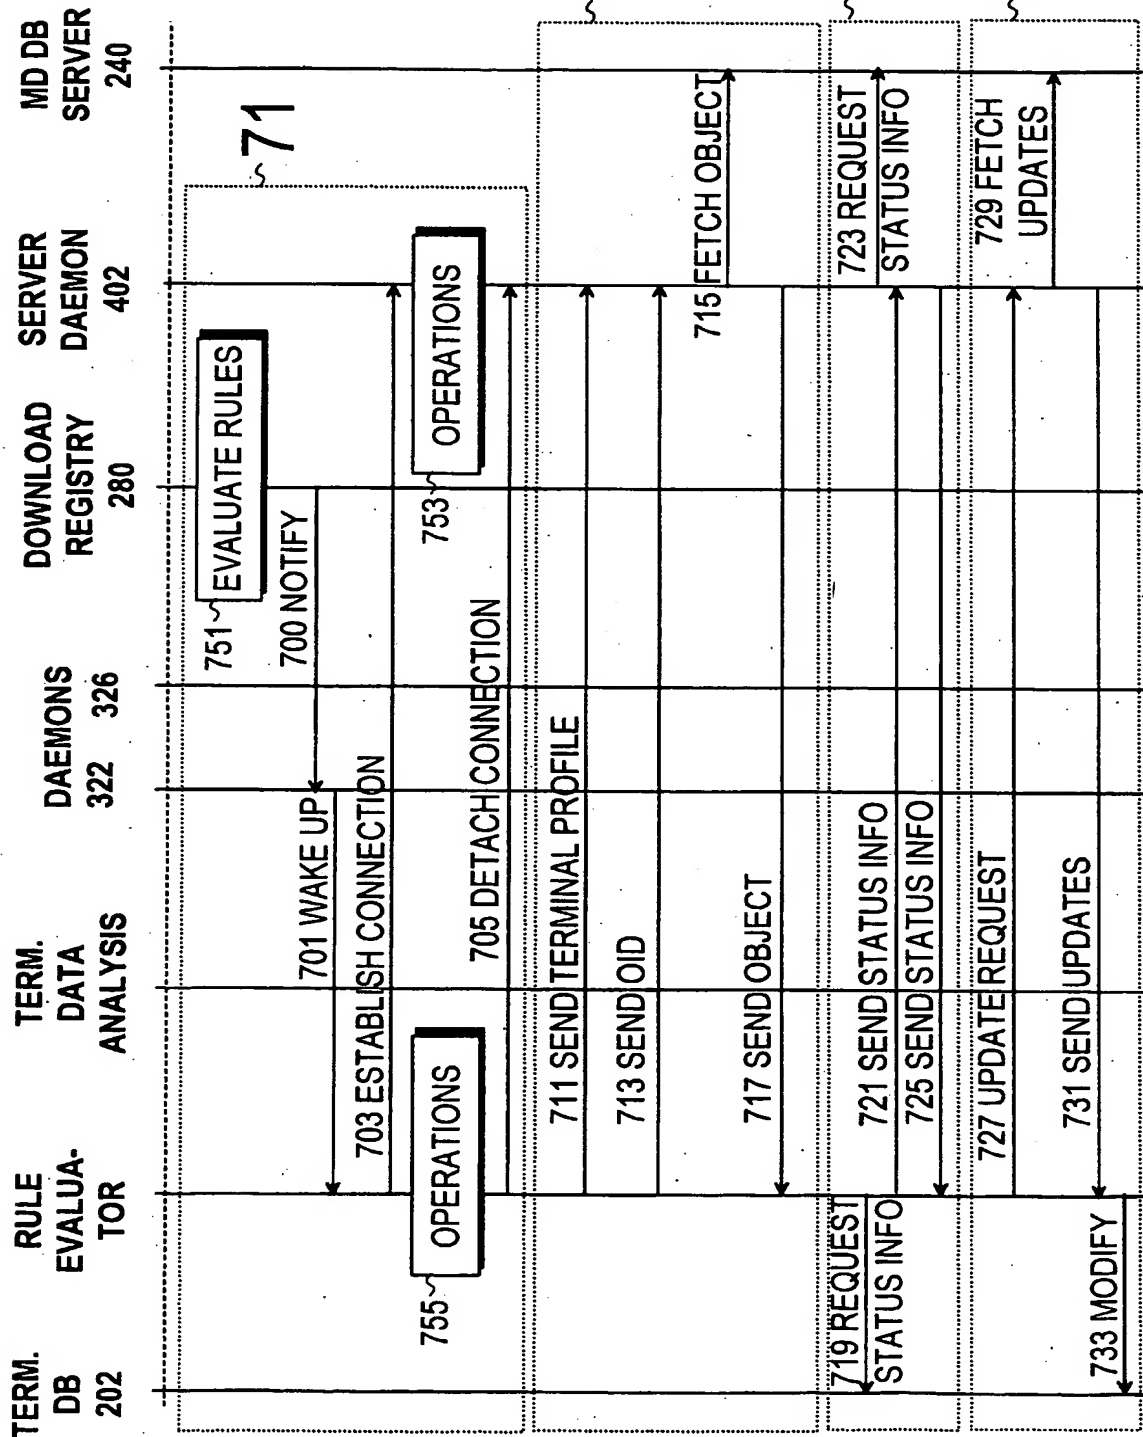 TERM.
DB
202
RULE
EVALUA-
TOR
TERM.
DATA
ANALYSIS
DAEMONS
322 326
DOWNLOAD
REGISTRY
280
SERVER
DAEMON
402
MD DB
SERVER
240
71
751
EVALUATE RULES
700 NOTIFY
701 WAKE UP
703 ESTABLISH CONNECTION
755
OPERATIONS
753
OPERATIONS
705 DETACH CONNECTION
711 SEND TERMINAL PROFILE
713 SEND OID
715 FETCH OBJECT
717 SEND OBJECT
719 REQUEST
STATUS INFO
721 SEND STATUS INFO
723 REQUEST
STATUS INFO
725 SEND STATUS INFO
727 UPDATE REQUEST
729 FETCH
UPDATES
731 SEND UPDATES
733 MODIFY